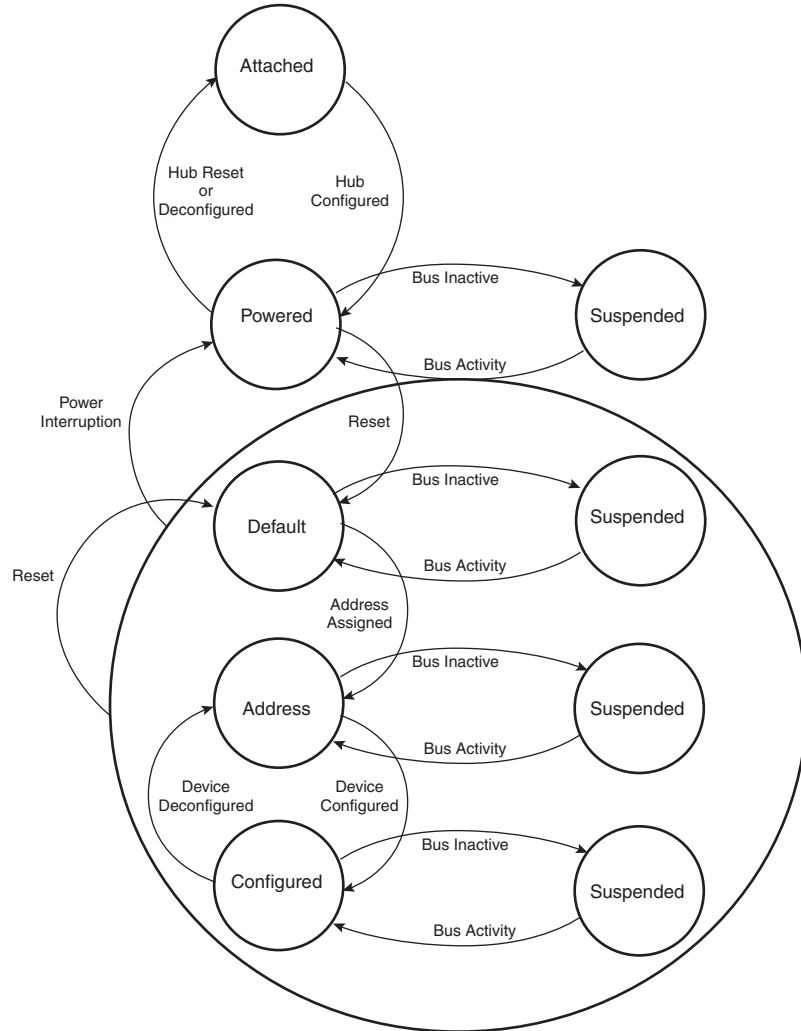 Attached
Hub Reset
or
Deconfigured
Hub
Configured
Bus Inactive
Powered
Suspended
Bus Activity
Power
Interruption
Reset
Bus Inactive
Default
Suspended
Bus Activity
Reset
Address
Assigned
Bus Inactive
Address
Suspended
Bus Activity
Device
Deconfigured
Device
Configured
Bus Inactive
Configured
Suspended
Bus Activity